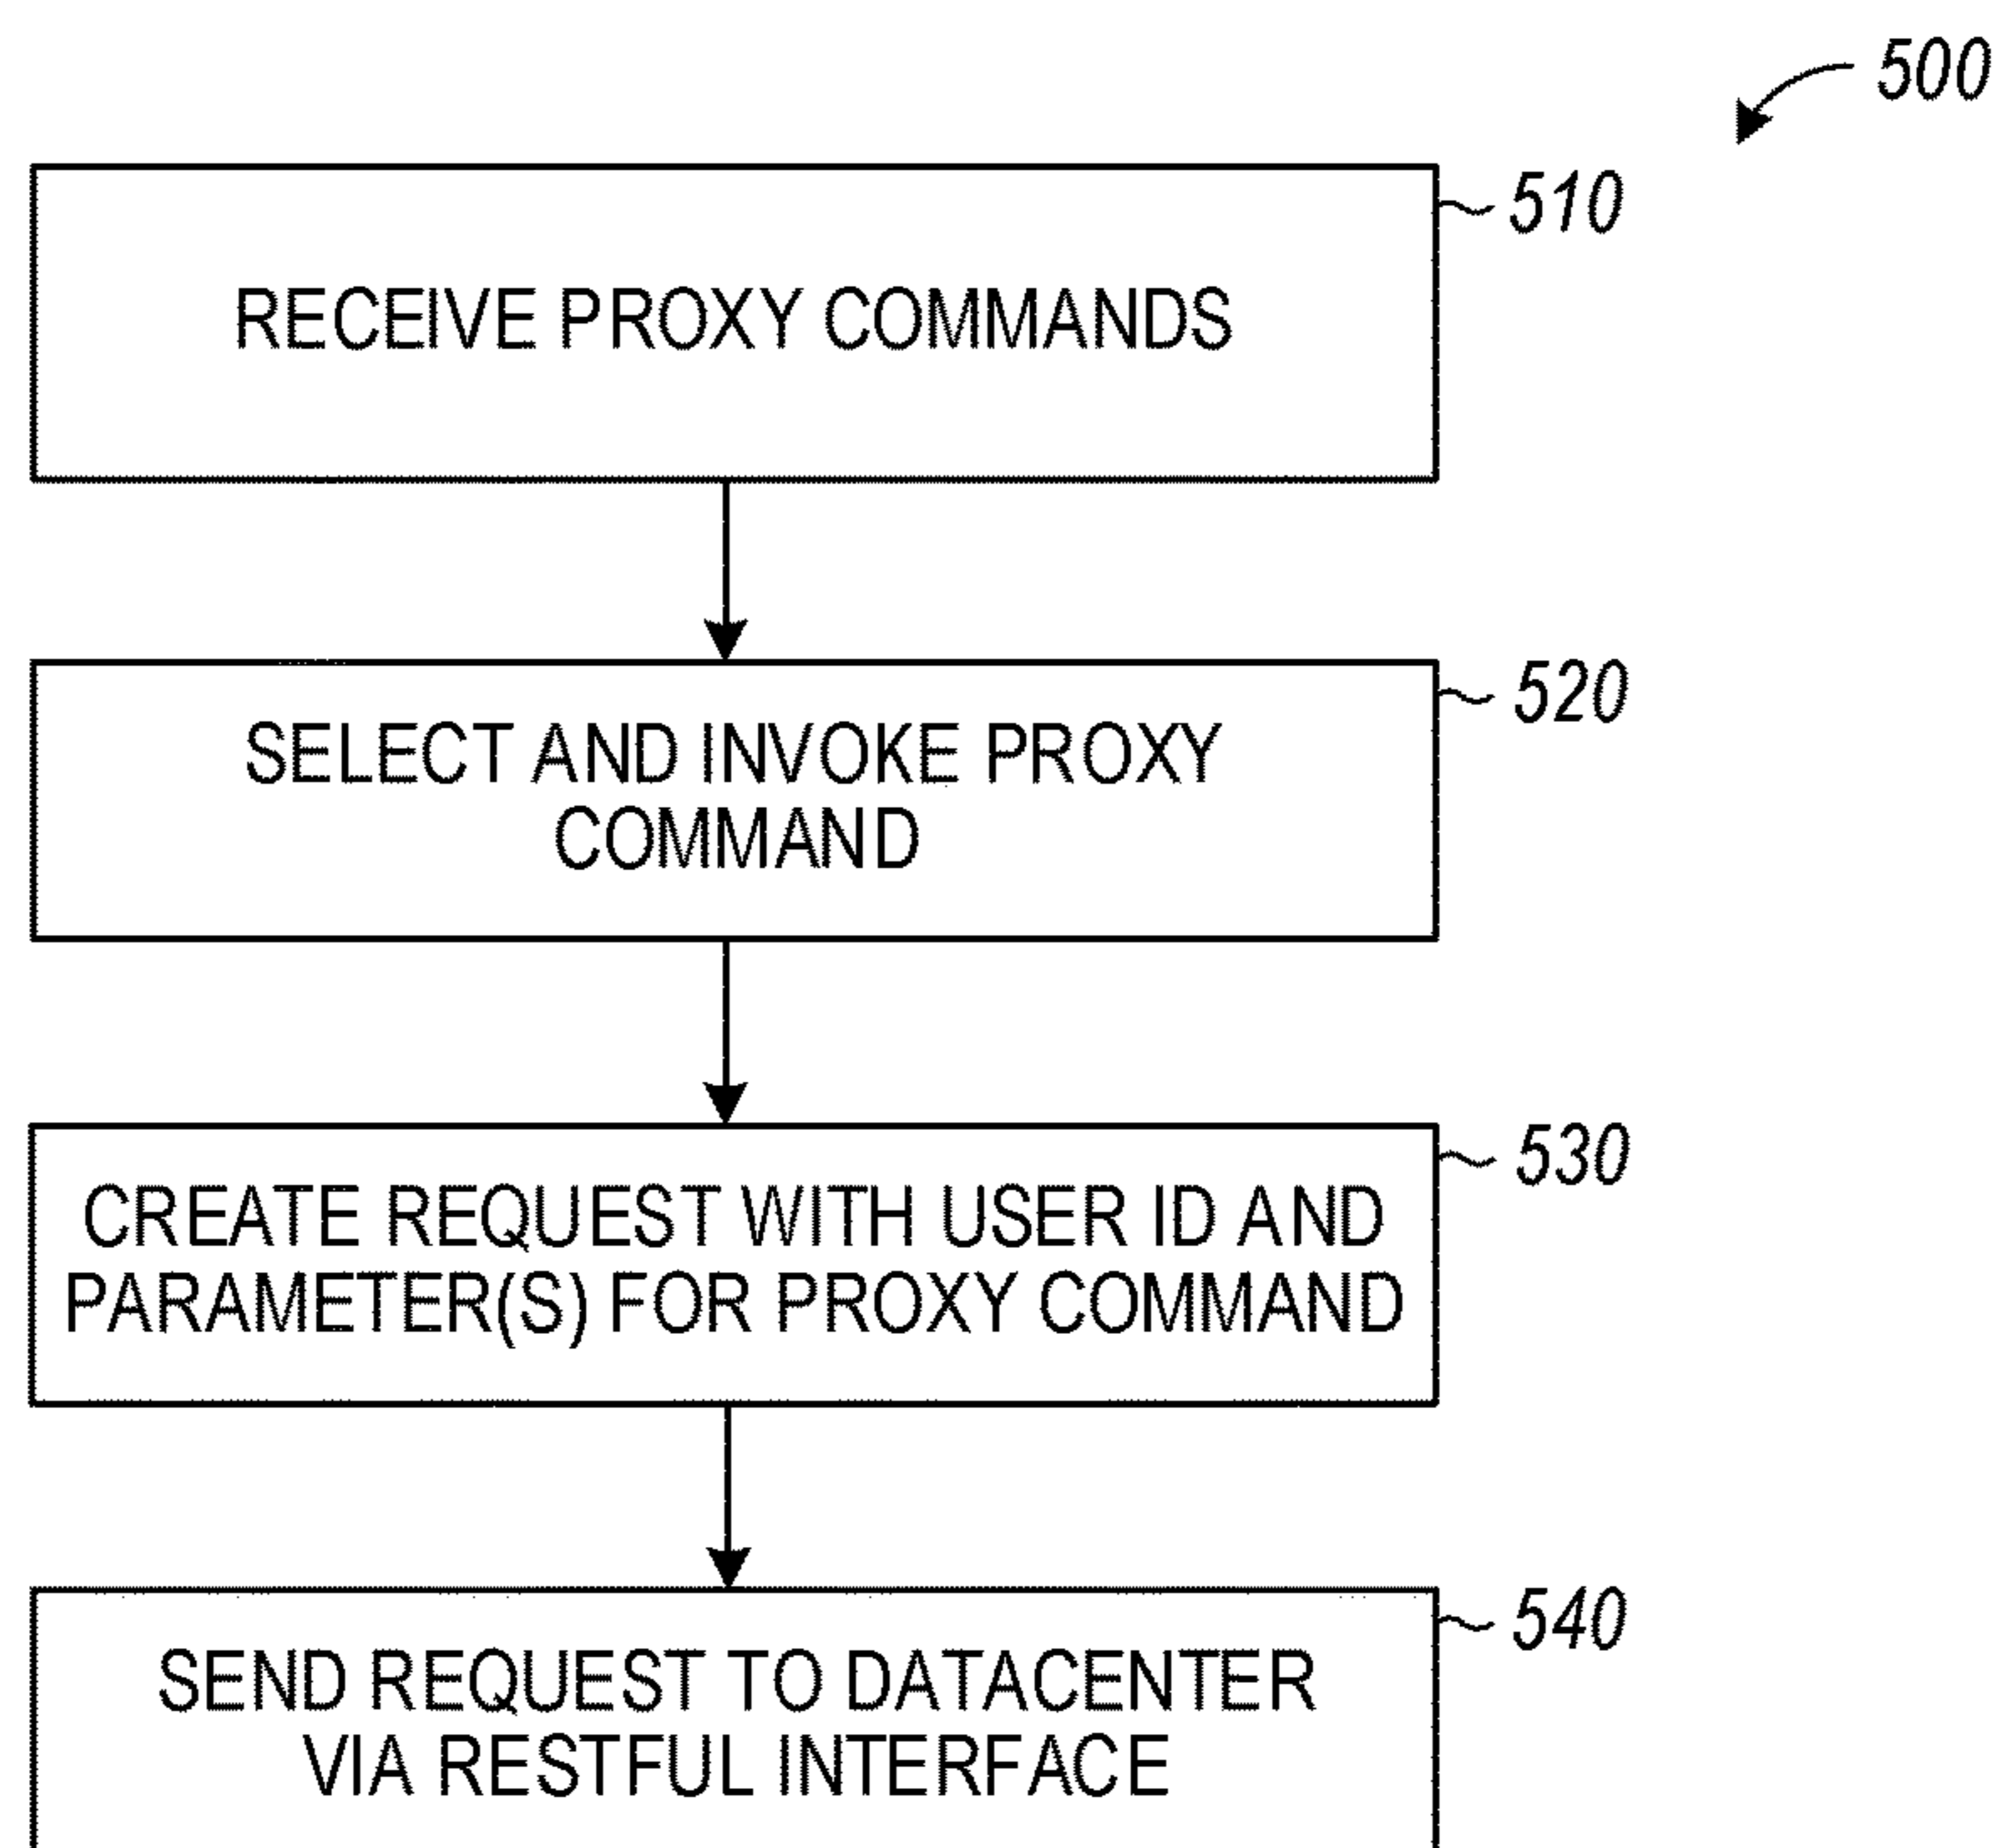 500
510
RECEIVE PROXY COMMANDS
520
SELECT AND INVOKE PROXY
COMMAND
530
CREATE REQUEST WITH USER ID AND
PARAMETER(S) FOR PROXY COMMAND
540
SEND REQUEST TO DATACENTER
VIA RESTFUL INTERFACE